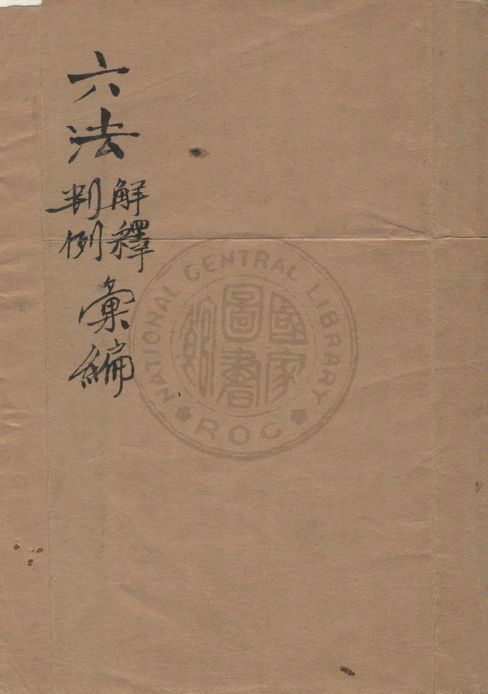 六法
解釋
判例
彙編
NATIONAL CENTRAL LIBRARY
國家
圖書
館
ROC